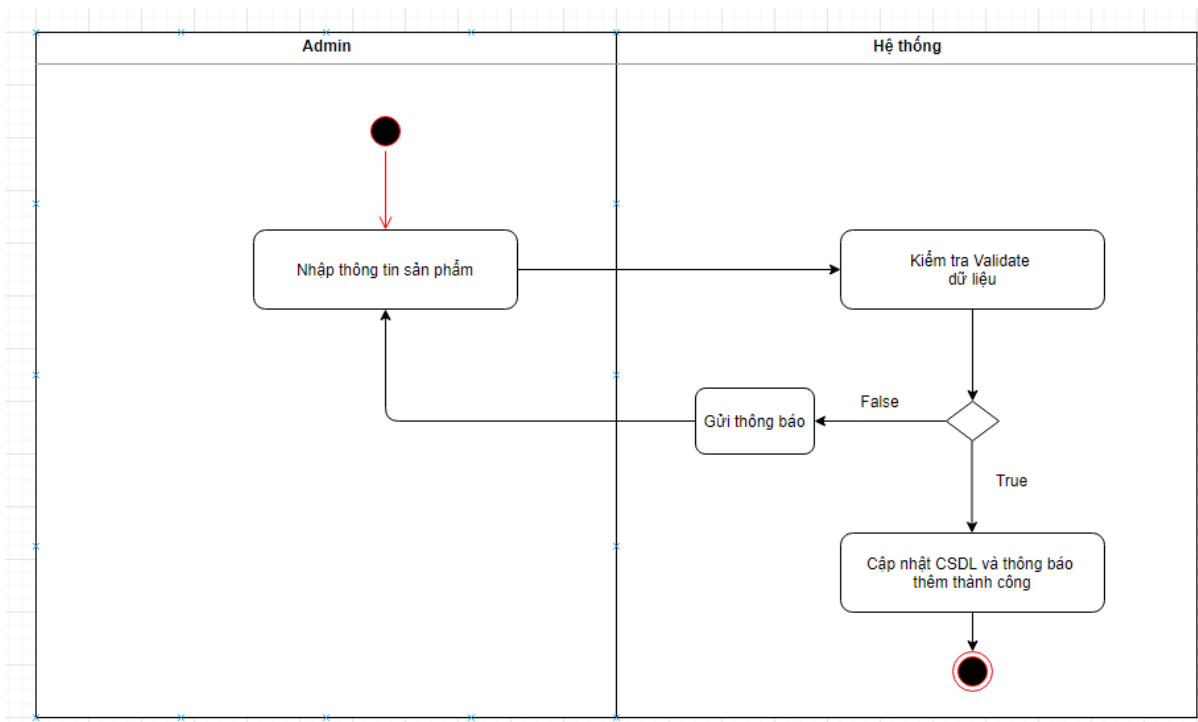 Admin
Hệ thống
Nhập thông tin sản phẩm
Kiểm tra Validate
dữ liệu
False
Gửi thông báo
True
Cập nhật CSDL và thông báo
thêm thành công